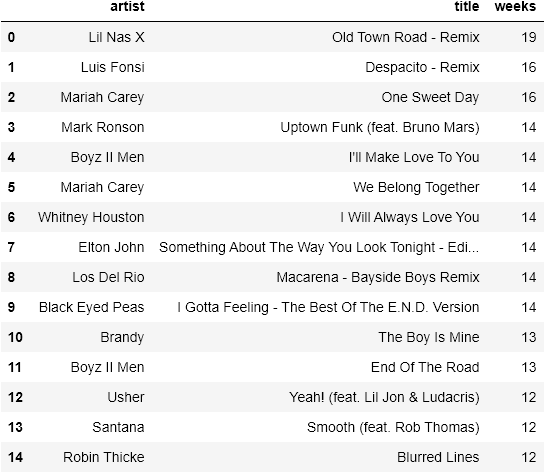 artist title weeks
0 Lil Nas X Old Town Road - Remix 19
1 Luis Fonsi Despacito - Remix 16
2 Mariah Carey One Sweet Day 16
3 Mark Ronson Uptown Funk (feat. Bruno Mars) 14
4 Boyz II Men I'll Make Love To You 14
5 Mariah Carey We Belong Together 14
6 Whitney Houston I Will Always Love You 14
7 Elton John Something About The Way You Look Tonight - Edi... 14
8 Los Del Rio Macarena - Bayside Boys Remix 14
9 Black Eyed Peas I Gotta Feeling - The Best Of The E.N.D. Version 14
10 Brandy The Boy Is Mine 13
11 Boyz II Men End Of The Road 13
12 Usher Yeah! (feat. Lil Jon & Ludacris) 12
13 Santana Smooth (feat. Rob Thomas) 12
14 Robin Thicke Blurred Lines 12